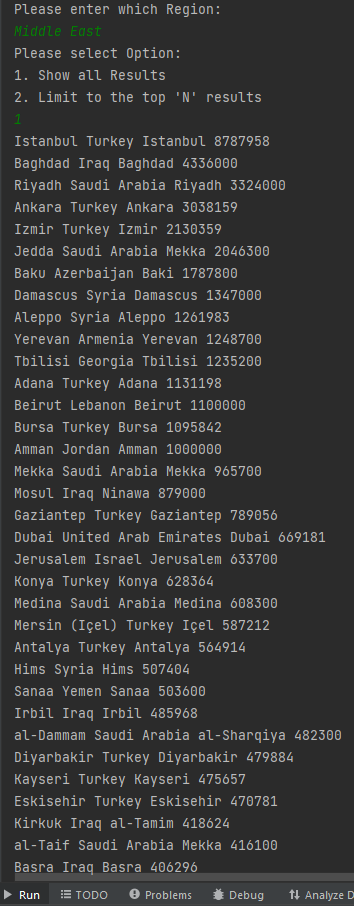 Please enter which Region:
Middle East
Please select Option:
1. Show all Results
2. Limit to the top 'N' results
1
Istanbul Turkey Istanbul 8787958
Baghdad Iraq Baghdad 4336000
Riyadh Saudi Arabia Riyadh 3324000
Ankara Turkey Ankara 3038159
Izmir Turkey Izmir 2130359
Jedda Saudi Arabia Mekka 2046300
Baku Azerbaijan Baki 1787800
Damascus Syria Damascus 1347000
Aleppo Syria Aleppo 1261983
Yerevan Armenia Yerevan 1248700
Tbilisi Georgia Tbilisi 1235200
Adana Turkey Adana 1131198
Beirut Lebanon Beirut 1100000
Bursa Turkey Bursa 1095842
Amman Jordan Amman 1000000
Mekka Saudi Arabia Mekka 965700
Mosul Iraq Ninawa 879000
Gaziantep Turkey Gaziantep 789056
Dubai United Arab Emirates Dubai 669181
Jerusalem Israel Jerusalem 633700
Konya Turkey Konya 628364
Medina Saudi Arabia Medina 608300
Mersin (Içel) Turkey Içel 587212
Antalya Turkey Antalya 564914
Hims Syria Hims 507404
Sanaa Yemen Sanaa 503600
Irbil Iraq Irbil 485968
al-Dammam Saudi Arabia al-Sharqiya 482300
Diyarbakir Turkey Diyarbakir 479884
Kayseri Turkey Kayseri 475657
Eskisehir Turkey Eskisehir 470781
Kirkuk Iraq al-Tamim 418624
al-Taif Saudi Arabia Mekka 416100
Basra Iraq Basra 406296
Run TODO Problems Debug Analyze D